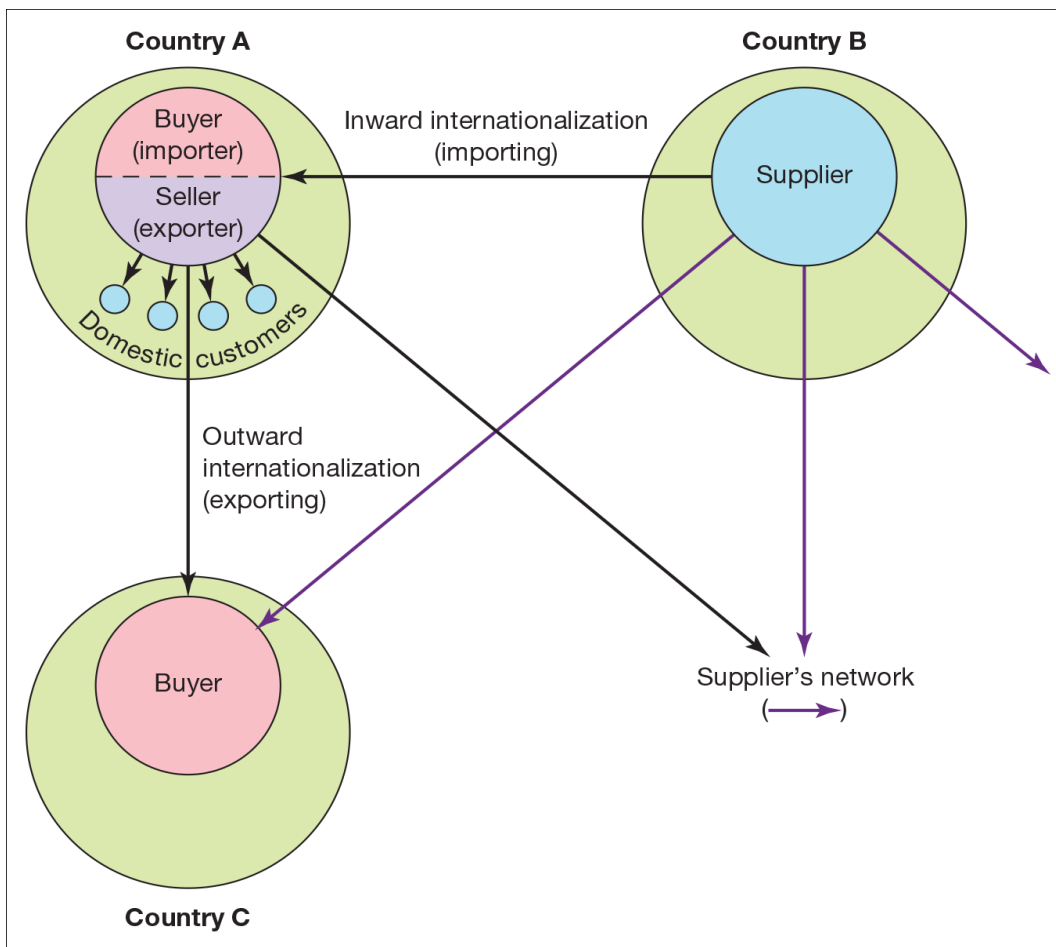 Country A
Country B
Buyer
(importer)
Seller
(exporter)
Inward internationalization
(importing)
Supplier
Domestic customers
Outward
internationalization
(exporting)
Buyer
Supplier's network
( )
Country C